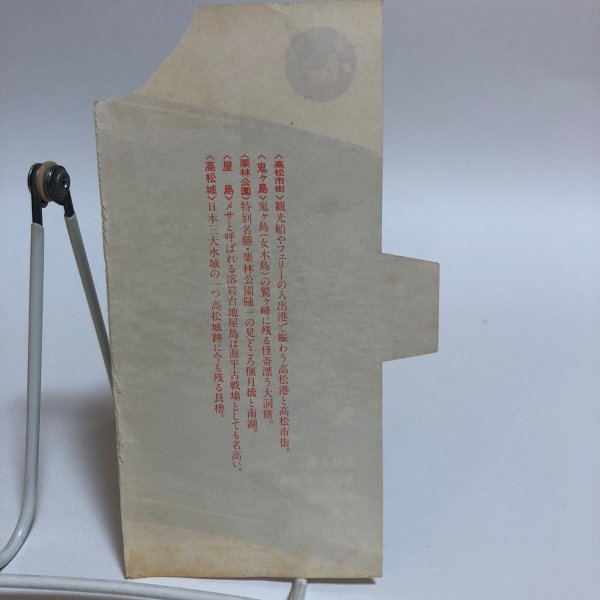 〈高松市街〉観光船やフェリーの入出港で賑わう高松港と高松市街。
〈鬼ヶ島〉鬼ヶ島(女木島)の鷲ヶ峰に残る怪奇漂う大洞窟。
〈栗林公園〉特別名勝・栗林公園随一の見どころ偃月橋と南湖。
〈屋島〉メサと呼ばれる溶岩台地屋島は源平古戦場としても名高い。
〈高松城〉日本三大水城の一つ高松城跡に今も残る艮櫓。